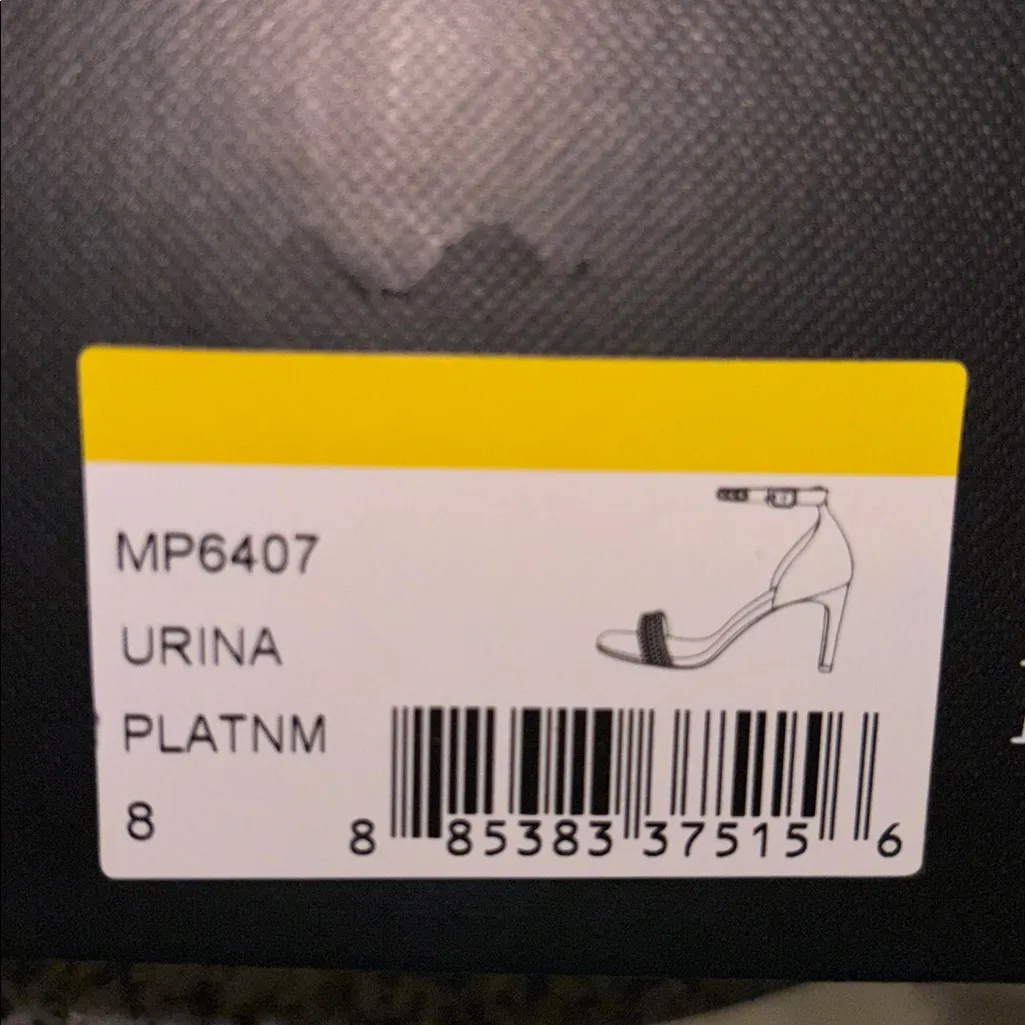 MP6407
URINA
PLATNM
8
8 85383 37515 6